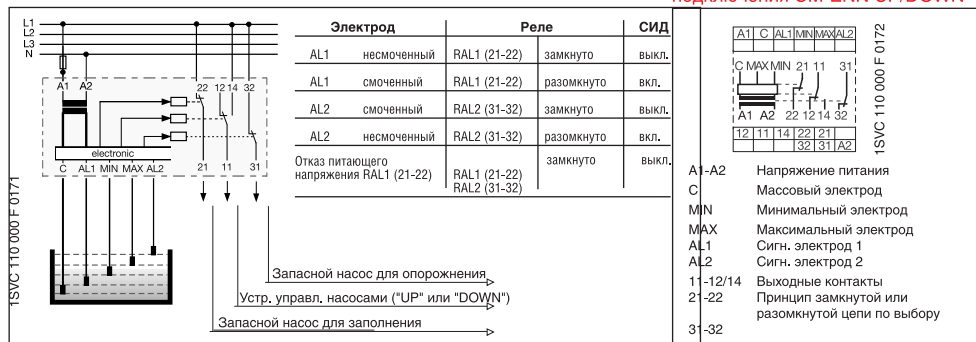 подключения CM-ENN UP/DOWN
L1
L2
L3
N
A1 A2
22 12 14 32
electronic
C AL1 MIN MAX AL2
21 11 31
1SVC 110 000 F 0171
Запасной насос для опорожнения
Устр. управл. насосами ("UP" или "DOWN")
Запасной насос для заполнения
Электрод Реле СИД
AL1 несмоченный RAL1 (21-22) замкнуто выкл.
AL1 смоченный RAL1 (21-22) разомкнуто вкл.
AL2 смоченный RAL2 (31-32) замкнуто выкл.
AL2 несмоченный RAL2 (31-32) разомкнуто вкл.
Отказ питающего замкнуто выкл.
напряжения RAL1 (21-22) RAL1 (21-22)
RAL2 (31-32)
A1 C AL1 MIN MAX AL2
C MAX MIN 21 11 31
A1 A2 22 12 14 32
12 11 14 22 21
32 31 A2
1SVC 110 000 F 0172
A1-A2 Напряжение питания
C Массовый электрод
MIN Минимальный электрод
MAX Максимальный электрод
AL1 Сигн. электрод 1
AL2 Сигн. электрод 2
11-12/14 Выходные контакты
21-22 Принцип замкнутой или
разомкнутой цепи по выбору
31-32